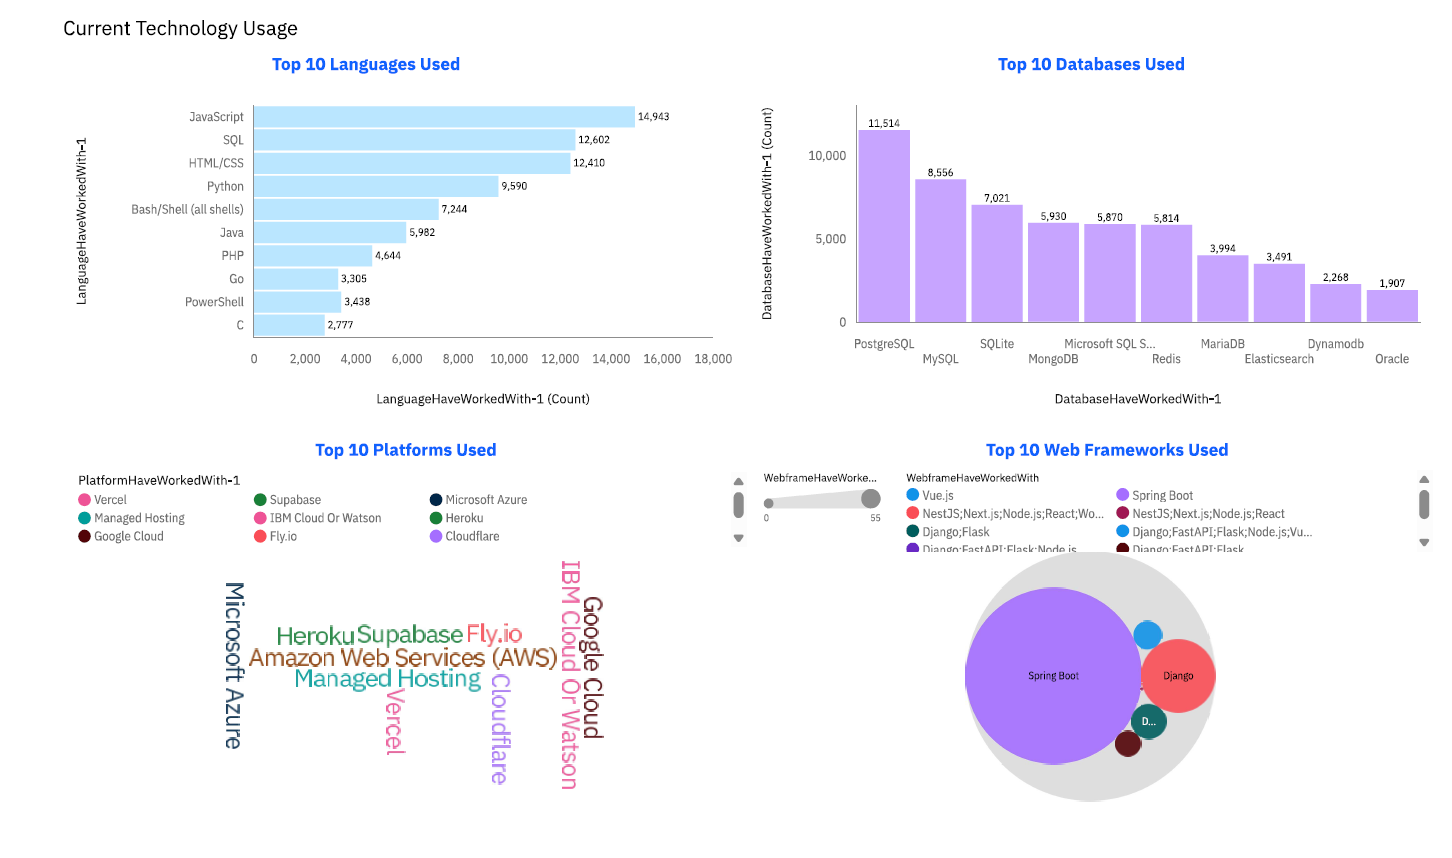 Current Technology Usage
Top 10 Languages Used
LanguageHaveWorkedWith-1
JavaScript 14,943
SQL 12,602
HTML/CSS 12,410
Python 9,590
Bash/Shell (all shells) 7,244
Java 5,982
PHP 4,644
Go 3,305
PowerShell 3,438
C 2,777
0 2,000 4,000 6,000 8,000 10,000 12,000 14,000 16,000 18,000
LanguageHaveWorkedWith-1 (Count)
Top 10 Databases Used
DatabaseHaveWorkedWith-1 (Count)
10,000
5,000
0
11,514
8,556
7,021
5,930
5,870
5,814
3,994
3,491
2,268
1,907
PostgreSQL
MySQL
SQLite
MongoDB
Microsoft SQL S...
Redis
MariaDB
Elasticsearch
Dynamodb
Oracle
DatabaseHaveWorkedWith-1
Top 10 Platforms Used
PlatformHaveWorkedWith-1
Vercel Supabase Microsoft Azure
Managed Hosting IBM Cloud Or Watson Heroku
Google Cloud Fly.io Cloudflare
Microsoft Azure
Heroku
Supabase
Fly.io
Amazon Web Services (AWS)
Managed Hosting
Vercel
Cloudflare
IBM Cloud Or Watson
Google Cloud
Top 10 Web Frameworks Used
WebframeHaveWorke...
0 55
WebframeHaveWorkedWith
Vue.js Spring Boot
NestJS;Next.js;Node.js;React;Wo... NestJS;Next.js;Node.js;React
Django;Flask Django;FastAPI;Flask;Node.js;Vu...
Django;FastAPI;Flask;Node.js Django;FastAPI;Flask
Spring Boot
Django
D...